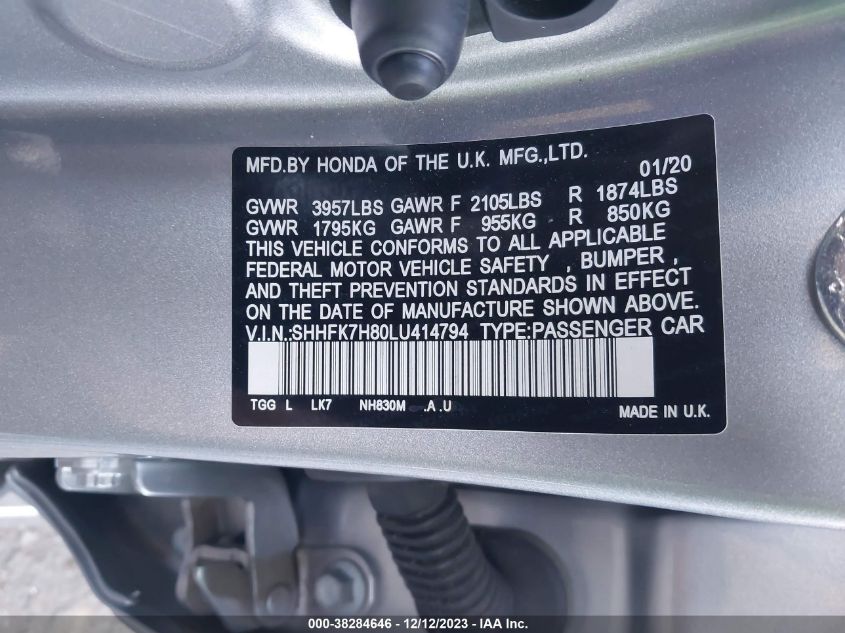 MFD.BY HONDA OF THE U.K. MFG.,LTD. 01/20
GVWR 3957LBS GAWR F 2105LBS R 1874LBS
GVWR 1795KG GAWR F 955KG R 850KG
THIS VEHICLE CONFORMS TO ALL APPLICABLE
FEDERAL MOTOR VEHICLE SAFETY , BUMPER ,
AND THEFT PREVENTION STANDARDS IN EFFECT
ON THE DATE OF MANUFACTURE SHOWN ABOVE.
V.I.N.:SHHFK7H80LU414794 TYPE:PASSENGER CAR
TGG L LK7 NH830M .A .U
MADE IN U.K.
000-38284646 - 12/12/2023 - IAA Inc.